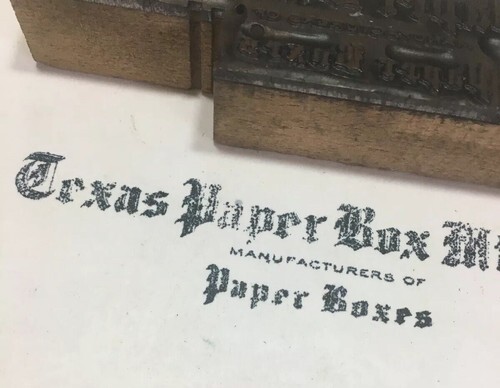 Texas Paper Box M
MANUFACTURERS OF
Paper Boxes